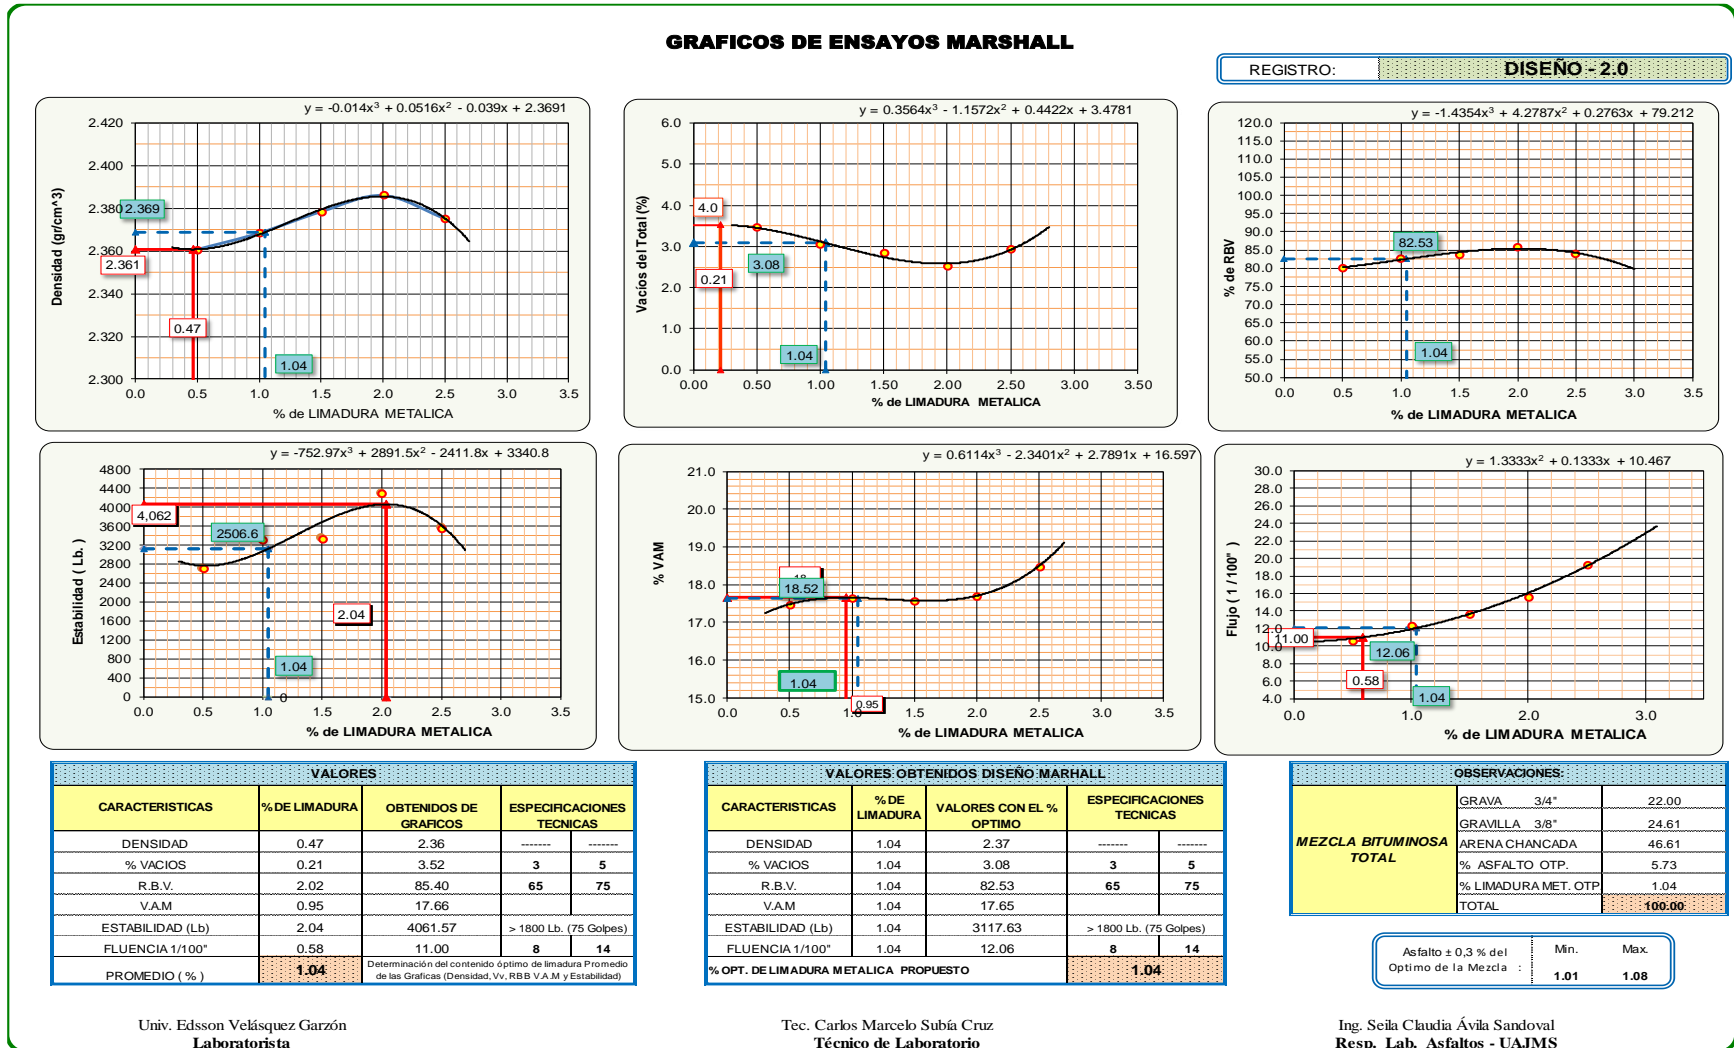 GRAFICOS DE ENSAYOS MARSHALL
REGISTRO: DISEÑO - 2.0
y = -0.014x³ + 0.0516x² - 0.039x + 2.3691
Densidad (gr/cm^3)
2.420
2.400
2.380
2.360
2.340
2.320
2.300
2.369
2.361
0.47
1.04
0.0 0.5 1.0 1.5 2.0 2.5 3.0 3.5
% de LIMADURA METALICA
y = 0.3564x³ - 1.1572x² + 0.4422x + 3.4781
Vacios del Total (%)
6.0
5.0
4.0
3.0
2.0
1.0
0.0
4.0
3.08
0.21
1.04
0.00 0.50 1.00 1.50 2.00 2.50 3.00 3.50
% de LIMADURA METALICA
y = -1.4354x³ + 4.2787x² + 0.2763x + 79.212
% de RBV
120.0
115.0
110.0
105.0
100.0
95.0
90.0
85.0
80.0
75.0
70.0
65.0
60.0
55.0
50.0
82.53
1.04
0.0 0.5 1.0 1.5 2.0 2.5 3.0 3.5
% de LIMADURA METALICA
y = -752.97x³ + 2891.5x² - 2411.8x + 3340.8
Estabilidad ( Lb. )
4800
4400
4000
3600
3200
2800
2400
2000
1600
1200
800
400
0
4,062
2506.6
2.04
1.04
0
0.0 0.5 1.0 1.5 2.0 2.5 3.0 3.5
% de LIMADURA METALICA
y = 0.6114x³ - 2.3401x² + 2.7891x + 16.597
% VAM
21.0
20.0
19.0
18.0
17.0
16.0
15.0
18.52
1.04
0.95
0.0 0.5 1.0 1.5 2.0 2.5 3.0 3.5
% de LIMADURA METALICA
y = 1.3333x² + 0.1333x + 10.467
Flujo ( 1 / 100" )
30.0
28.0
26.0
24.0
22.0
20.0
18.0
16.0
14.0
12.0
10.0
8.0
6.0
4.0
11.00
12.06
0.58
1.04
0.0 1.0 2.0 3.0
% de LIMADURA METALICA
VALORES
CARACTERISTICAS % DE LIMADURA OBTENIDOS DE GRAFICOS ESPECIFICACIONES TECNICAS
DENSIDAD 0.47 2.36 ------- -------
% VACIOS 0.21 3.52 3 5
R.B.V. 2.02 85.40 65 75
V.A.M 0.95 17.66
ESTABILIDAD (Lb) 2.04 4061.57 > 1800 Lb. (75 Golpes)
FLUENCIA 1/100" 0.58 11.00 8 14
PROMEDIO ( % ) 1.04 Determinación del contenido óptimo de limadura Promedio de las Graficas (Densidad, Vv, RBB V.A.M y Estabilidad)
VALORES OBTENIDOS DISEÑO MARHALL
CARACTERISTICAS % DE LIMADURA VALORES CON EL % OPTIMO ESPECIFICACIONES TECNICAS
DENSIDAD 1.04 2.37 ------- -------
% VACIOS 1.04 3.08 3 5
R.B.V. 1.04 82.53 65 75
V.A.M 1.04 17.65
ESTABILIDAD (Lb) 1.04 3117.63 > 1800 Lb. (75 Golpes)
FLUENCIA 1/100" 1.04 12.06 8 14
% OPT. DE LIMADURA METALICA PROPUESTO 1.04
OBSERVACIONES:
MEZCLA BITUMINOSA TOTAL
GRAVA 3/4" 22.00
GRAVILLA 3/8" 24.61
ARENA CHANCADA 46.61
% ASFALTO OTP. 5.73
% LIMADURA MET. OTP 1.04
TOTAL 100.00
Asfalto ± 0,3 % del Min. Max.
Optimo de la Mezcla : 1.01 1.08
Univ. Edsson Velásquez Garzón
Laboratorista
Tec. Carlos Marcelo Subía Cruz
Técnico de Laboratorio
Ing. Seila Claudia Ávila Sandoval
Resp. Lab. Asfaltos - UAJMS